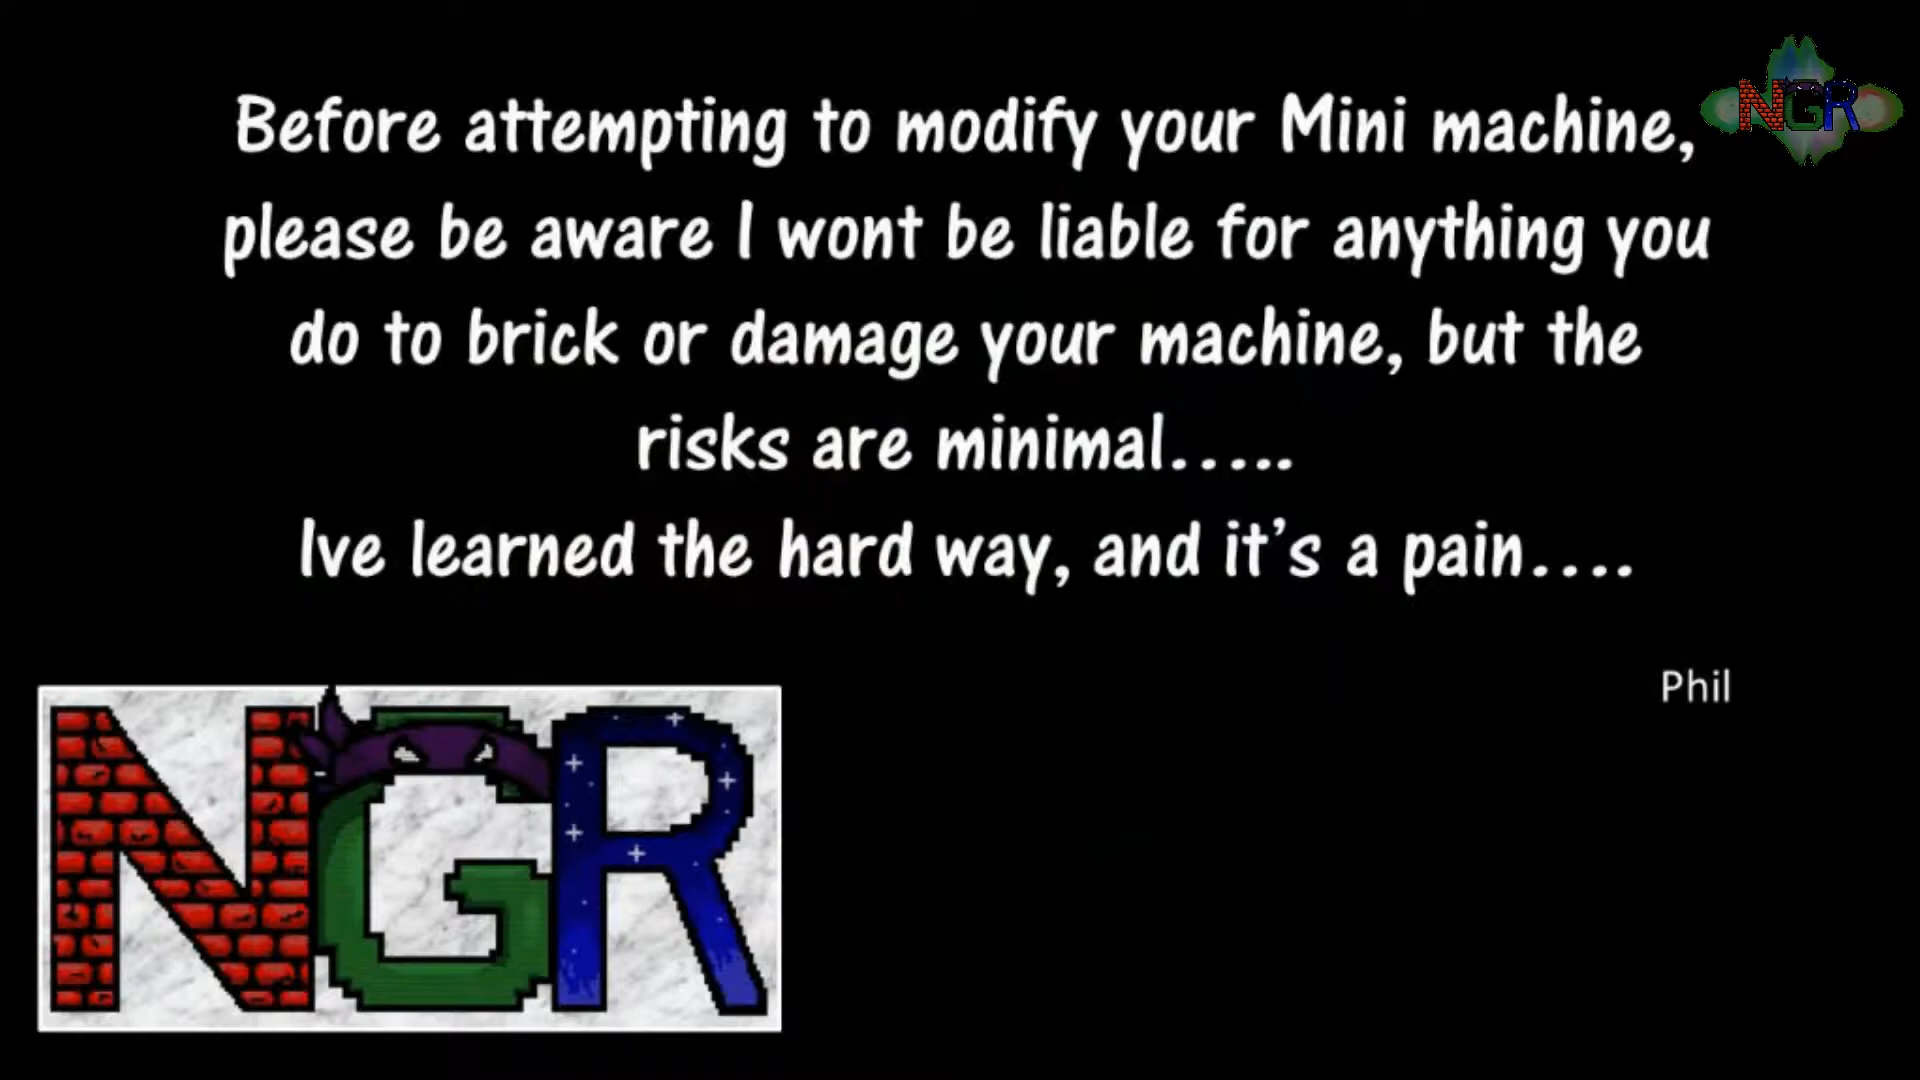 NGR
Before attempting to modify your Mini machine,
please be aware I wont be liable for anything you
do to brick or damage your machine, but the
risks are minimal.....
Ive learned the hard way, and it’s a pain....
Phil
NGR